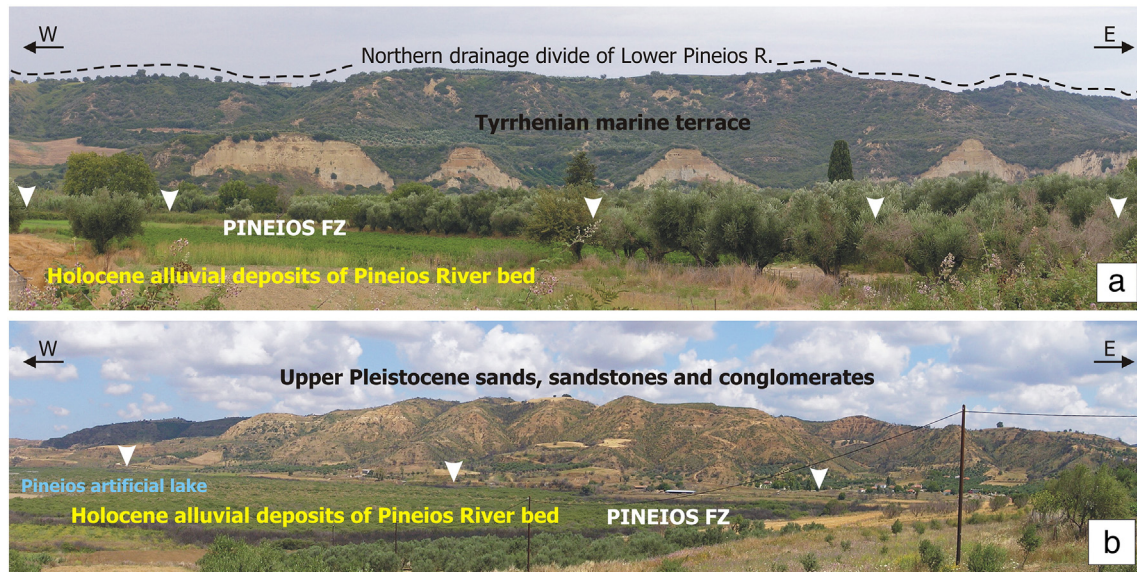 W
E
Northern drainage divide of Lower Pineios R.
Tyrrhenian marine terrace
PINEIOS FZ
Holocene alluvial deposits of Pineios River bed
a
W
E
Upper Pleistocene sands, sandstones and conglomerates
Pineios artificial lake
Holocene alluvial deposits of Pineios River bed
PINEIOS FZ
b